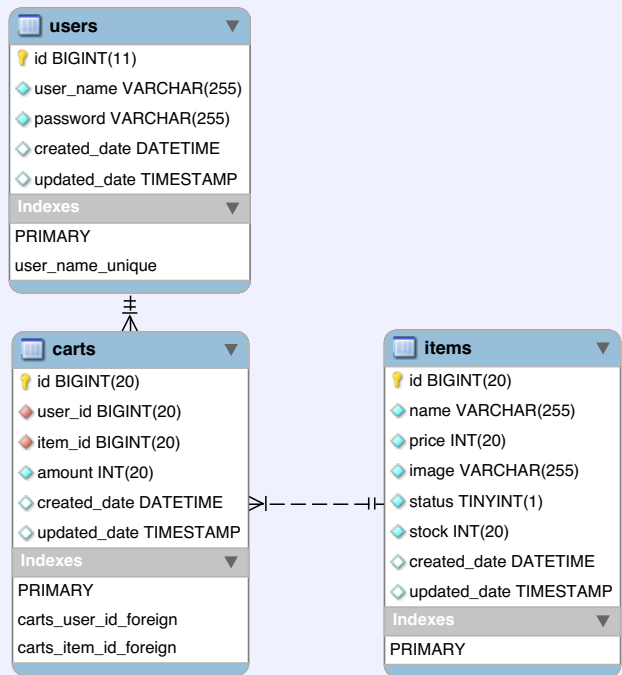 users
id BIGINT(11)
user_name VARCHAR(255)
password VARCHAR(255)
created_date DATETIME
updated_date TIMESTAMP
Indexes
PRIMARY
user_name_unique
carts
id BIGINT(20)
user_id BIGINT(20)
item_id BIGINT(20)
amount INT(20)
created_date DATETIME
updated_date TIMESTAMP
Indexes
PRIMARY
carts_user_id_foreign
carts_item_id_foreign
items
id BIGINT(20)
name VARCHAR(255)
price INT(20)
image VARCHAR(255)
status TINYINT(1)
stock INT(20)
created_date DATETIME
updated_date TIMESTAMP
Indexes
PRIMARY